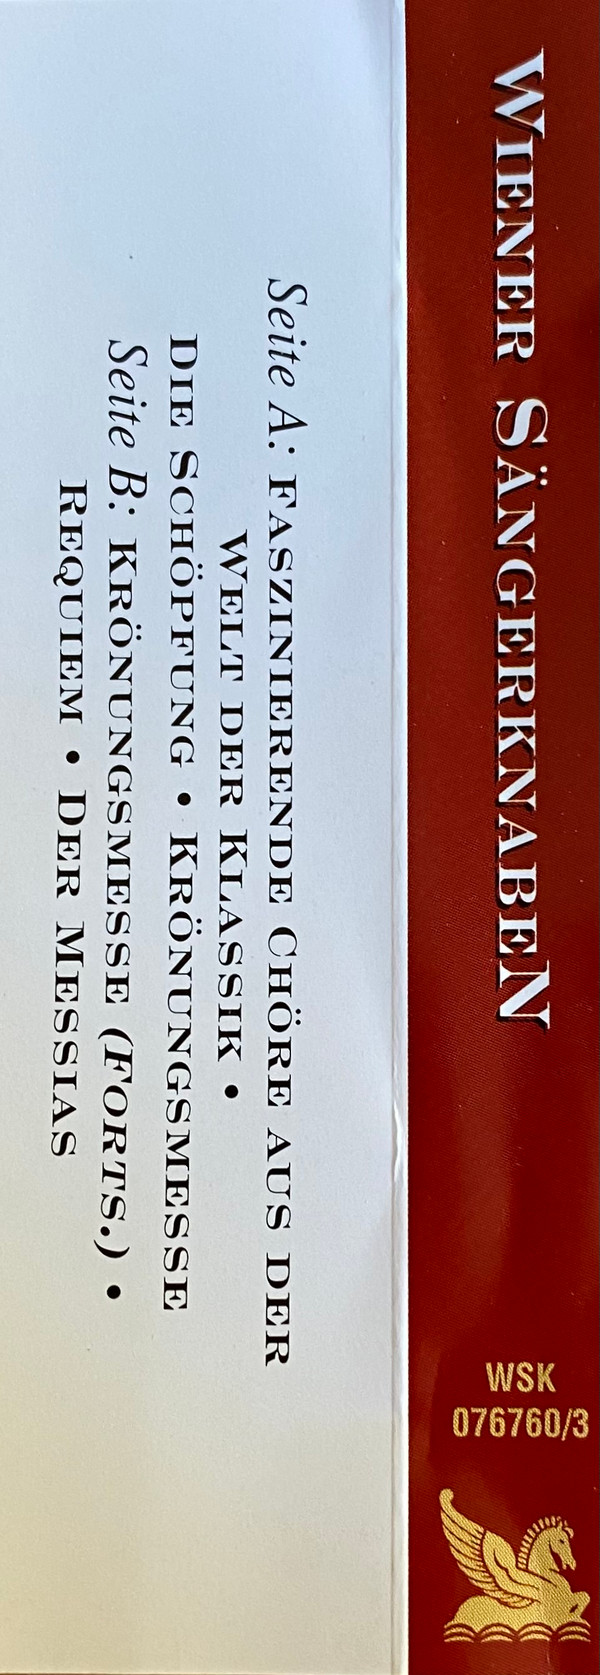 Wiener Sängerknaben
WSK
076760/3
Seite A: Faszinierende Chöre aus der
Welt der Klassik •
Die Schöpfung • Krönungsmesse
Seite B: Krönungsmesse (Forts.) •
Requiem • Der Messias